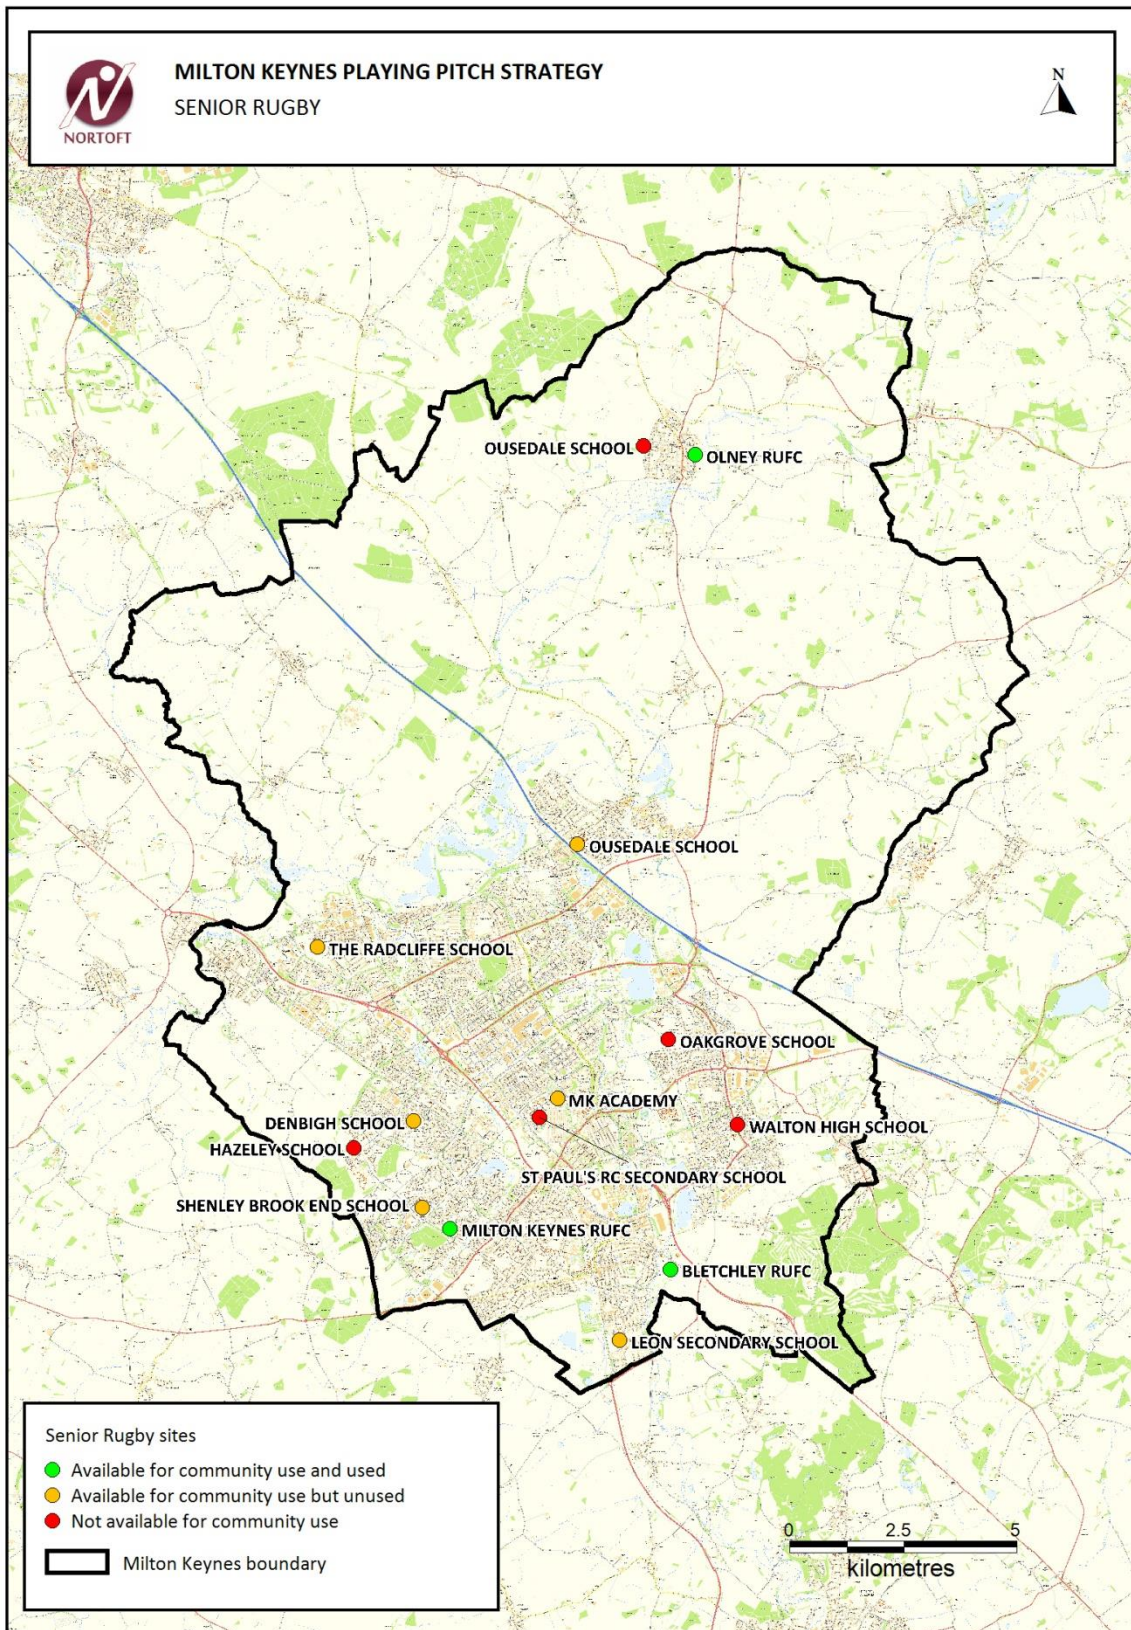 MILTON KEYNES PLAYING PITCH STRATEGY
SENIOR RUGBY
NORTOFT
N
OUSEDALE SCHOOL
OLNEY RUFC
OUSEDALE SCHOOL
THE RADCLIFFE SCHOOL
OAKGROVE SCHOOL
MK ACADEMY
DENBIGH SCHOOL
WALTON HIGH SCHOOL
HAZELEY SCHOOL
ST PAUL'S RC SECONDARY SCHOOL
SHENLEY BROOK END SCHOOL
MILTON KEYNES RUFC
BLETCHLEY RUFC
LEON SECONDARY SCHOOL
Senior Rugby sites
Available for community use and used
Available for community use but unused
Not available for community use
Milton Keynes boundary
0 2.5 5
kilometres